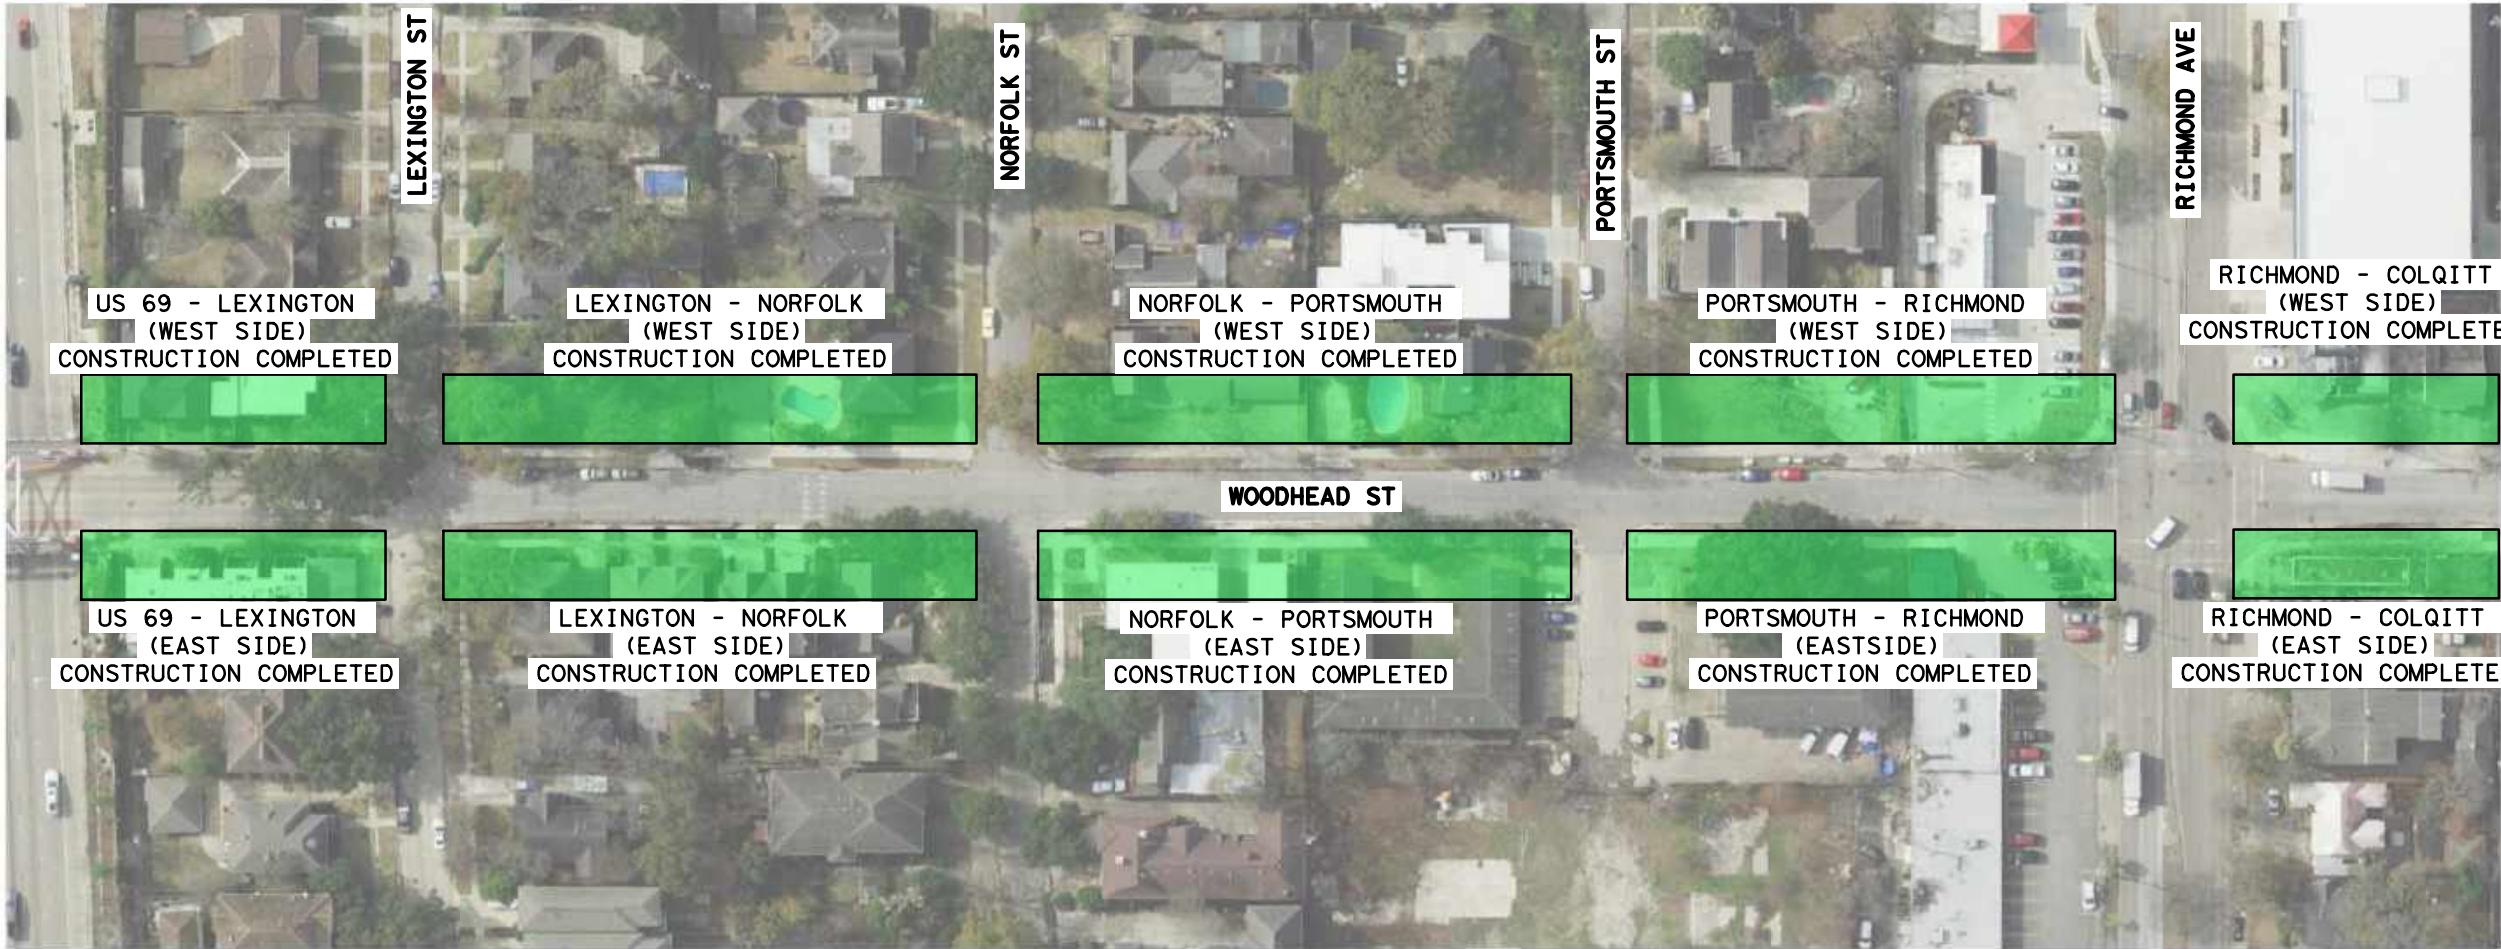 LEXINGTON ST
NORFOLK ST
PORTSMOUTH ST
RICHMOND AVE
US 69 - LEXINGTON
(WEST SIDE)
CONSTRUCTION COMPLETED
LEXINGTON - NORFOLK
(WEST SIDE)
CONSTRUCTION COMPLETED
NORFOLK - PORTSMOUTH
(WEST SIDE)
CONSTRUCTION COMPLETED
PORTSMOUTH - RICHMOND
(WEST SIDE)
CONSTRUCTION COMPLETED
RICHMOND - COLQITT
(WEST SIDE)
CONSTRUCTION COMPLETE
WOODHEAD ST
US 69 - LEXINGTON
(EAST SIDE)
CONSTRUCTION COMPLETED
LEXINGTON - NORFOLK
(EAST SIDE)
CONSTRUCTION COMPLETED
NORFOLK - PORTSMOUTH
(EAST SIDE)
CONSTRUCTION COMPLETED
PORTSMOUTH - RICHMOND
(EASTSIDE)
CONSTRUCTION COMPLETED
RICHMOND - COLQITT
(EAST SIDE)
CONSTRUCTION COMPLETE